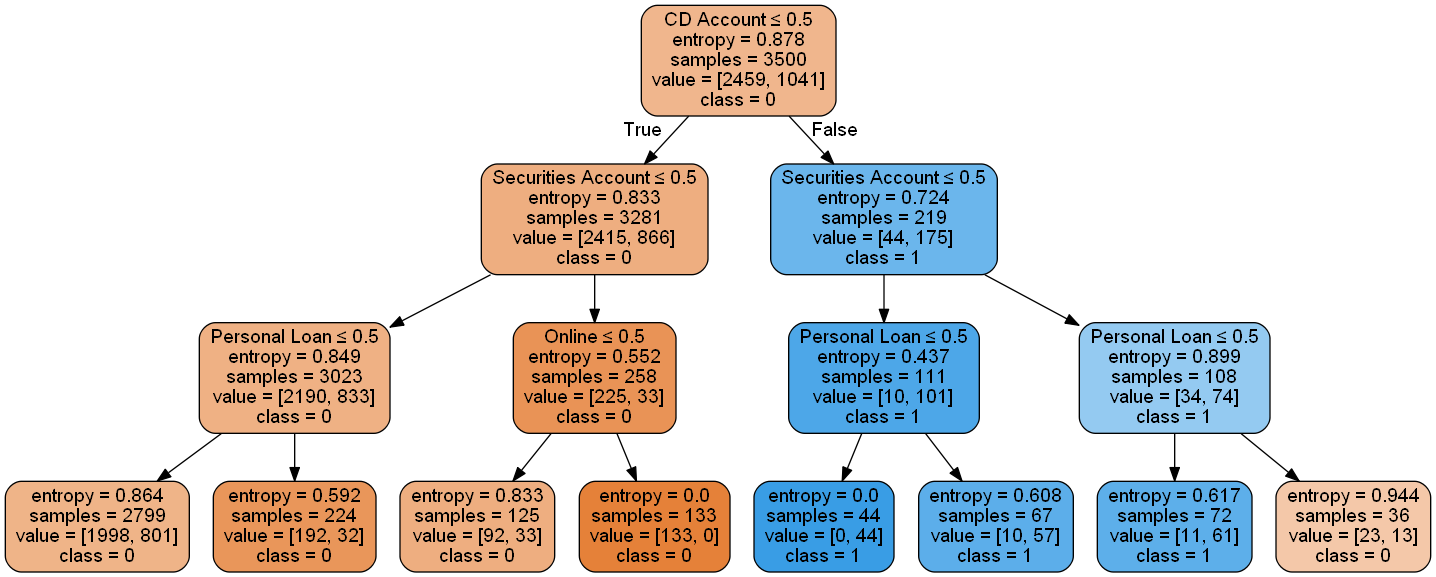 CD Account ≤ 0.5
entropy = 0.878
samples = 3500
value = [2459, 1041]
class = 0
True
False
Securities Account ≤ 0.5
entropy = 0.833
samples = 3281
value = [2415, 866]
class = 0
Securities Account ≤ 0.5
entropy = 0.724
samples = 219
value = [44, 175]
class = 1
Personal Loan ≤ 0.5
entropy = 0.849
samples = 3023
value = [2190, 833]
class = 0
Online ≤ 0.5
entropy = 0.552
samples = 258
value = [225, 33]
class = 0
Personal Loan ≤ 0.5
entropy = 0.437
samples = 111
value = [10, 101]
class = 1
Personal Loan ≤ 0.5
entropy = 0.899
samples = 108
value = [34, 74]
class = 1
entropy = 0.864
samples = 2799
value = [1998, 801]
class = 0
entropy = 0.592
samples = 224
value = [192, 32]
class = 0
entropy = 0.833
samples = 125
value = [92, 33]
class = 0
entropy = 0.0
samples = 133
value = [133, 0]
class = 0
entropy = 0.0
samples = 44
value = [0, 44]
class = 1
entropy = 0.608
samples = 67
value = [10, 57]
class = 1
entropy = 0.617
samples = 72
value = [11, 61]
class = 1
entropy = 0.944
samples = 36
value = [23, 13]
class = 0